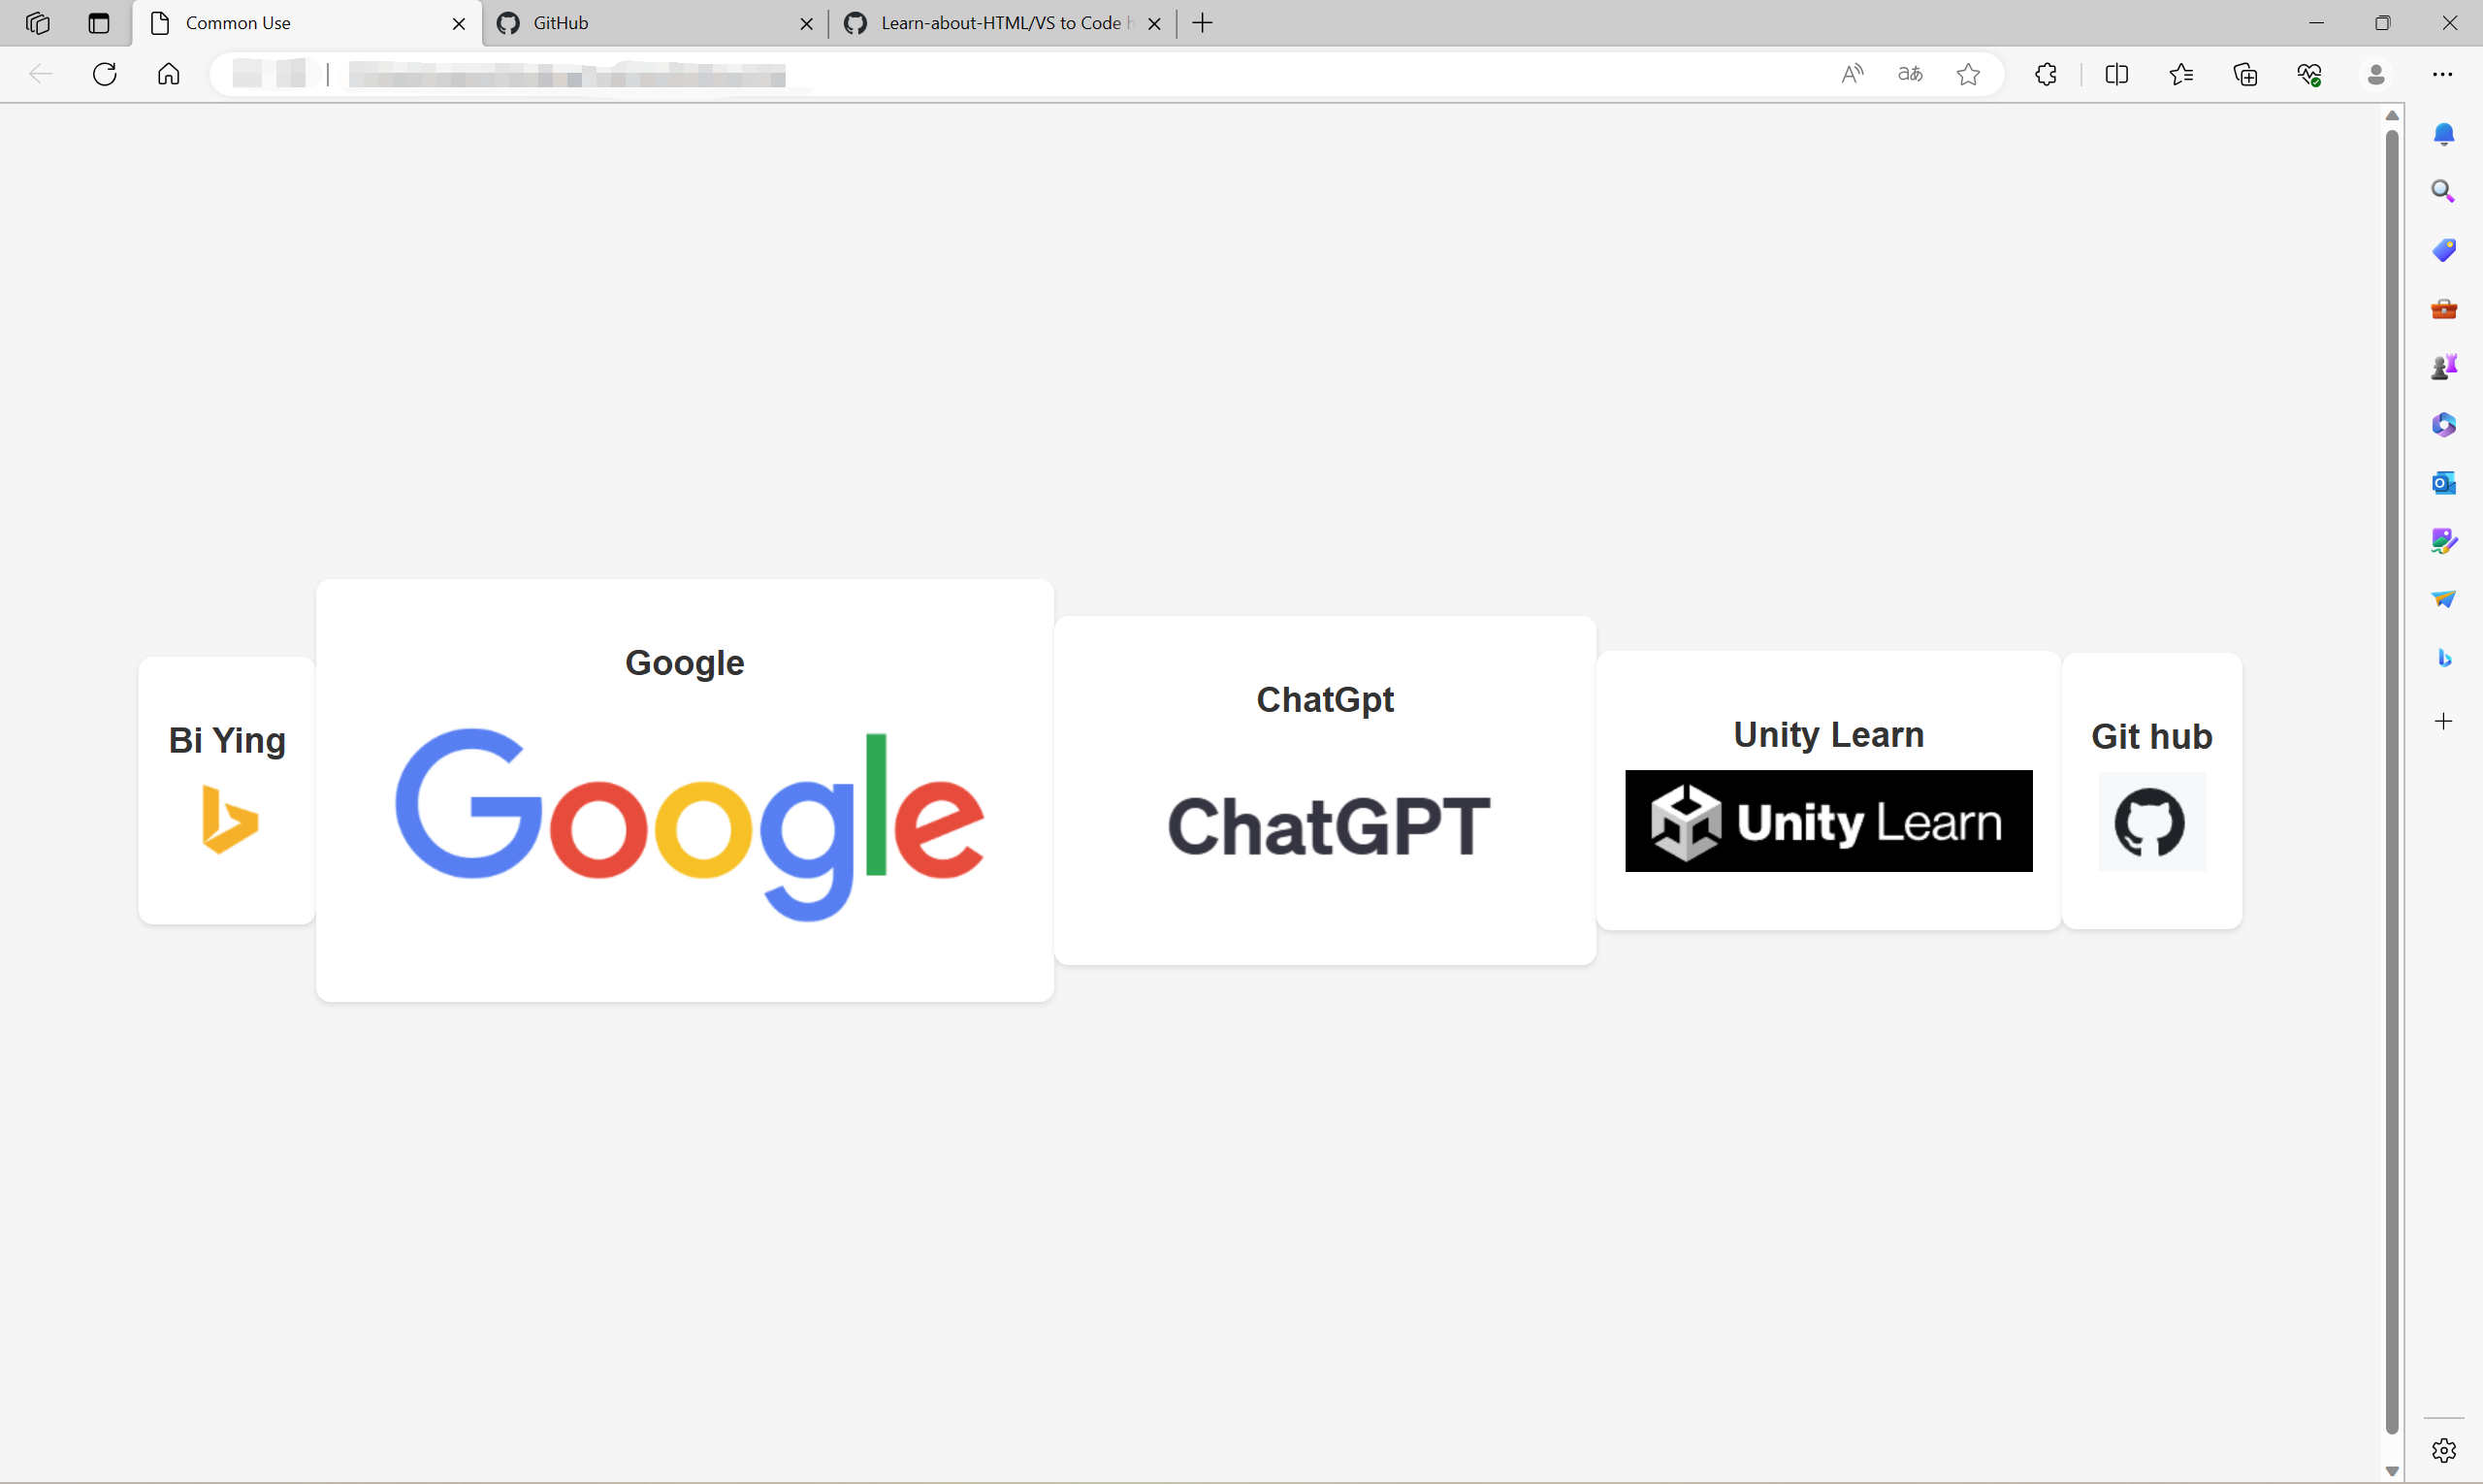 Common Use
GitHub
Learn-about-HTML/VS to Code
Bi Ying
Google
Google
ChatGpt
ChatGPT
Unity Learn
Unity Learn
Git hub